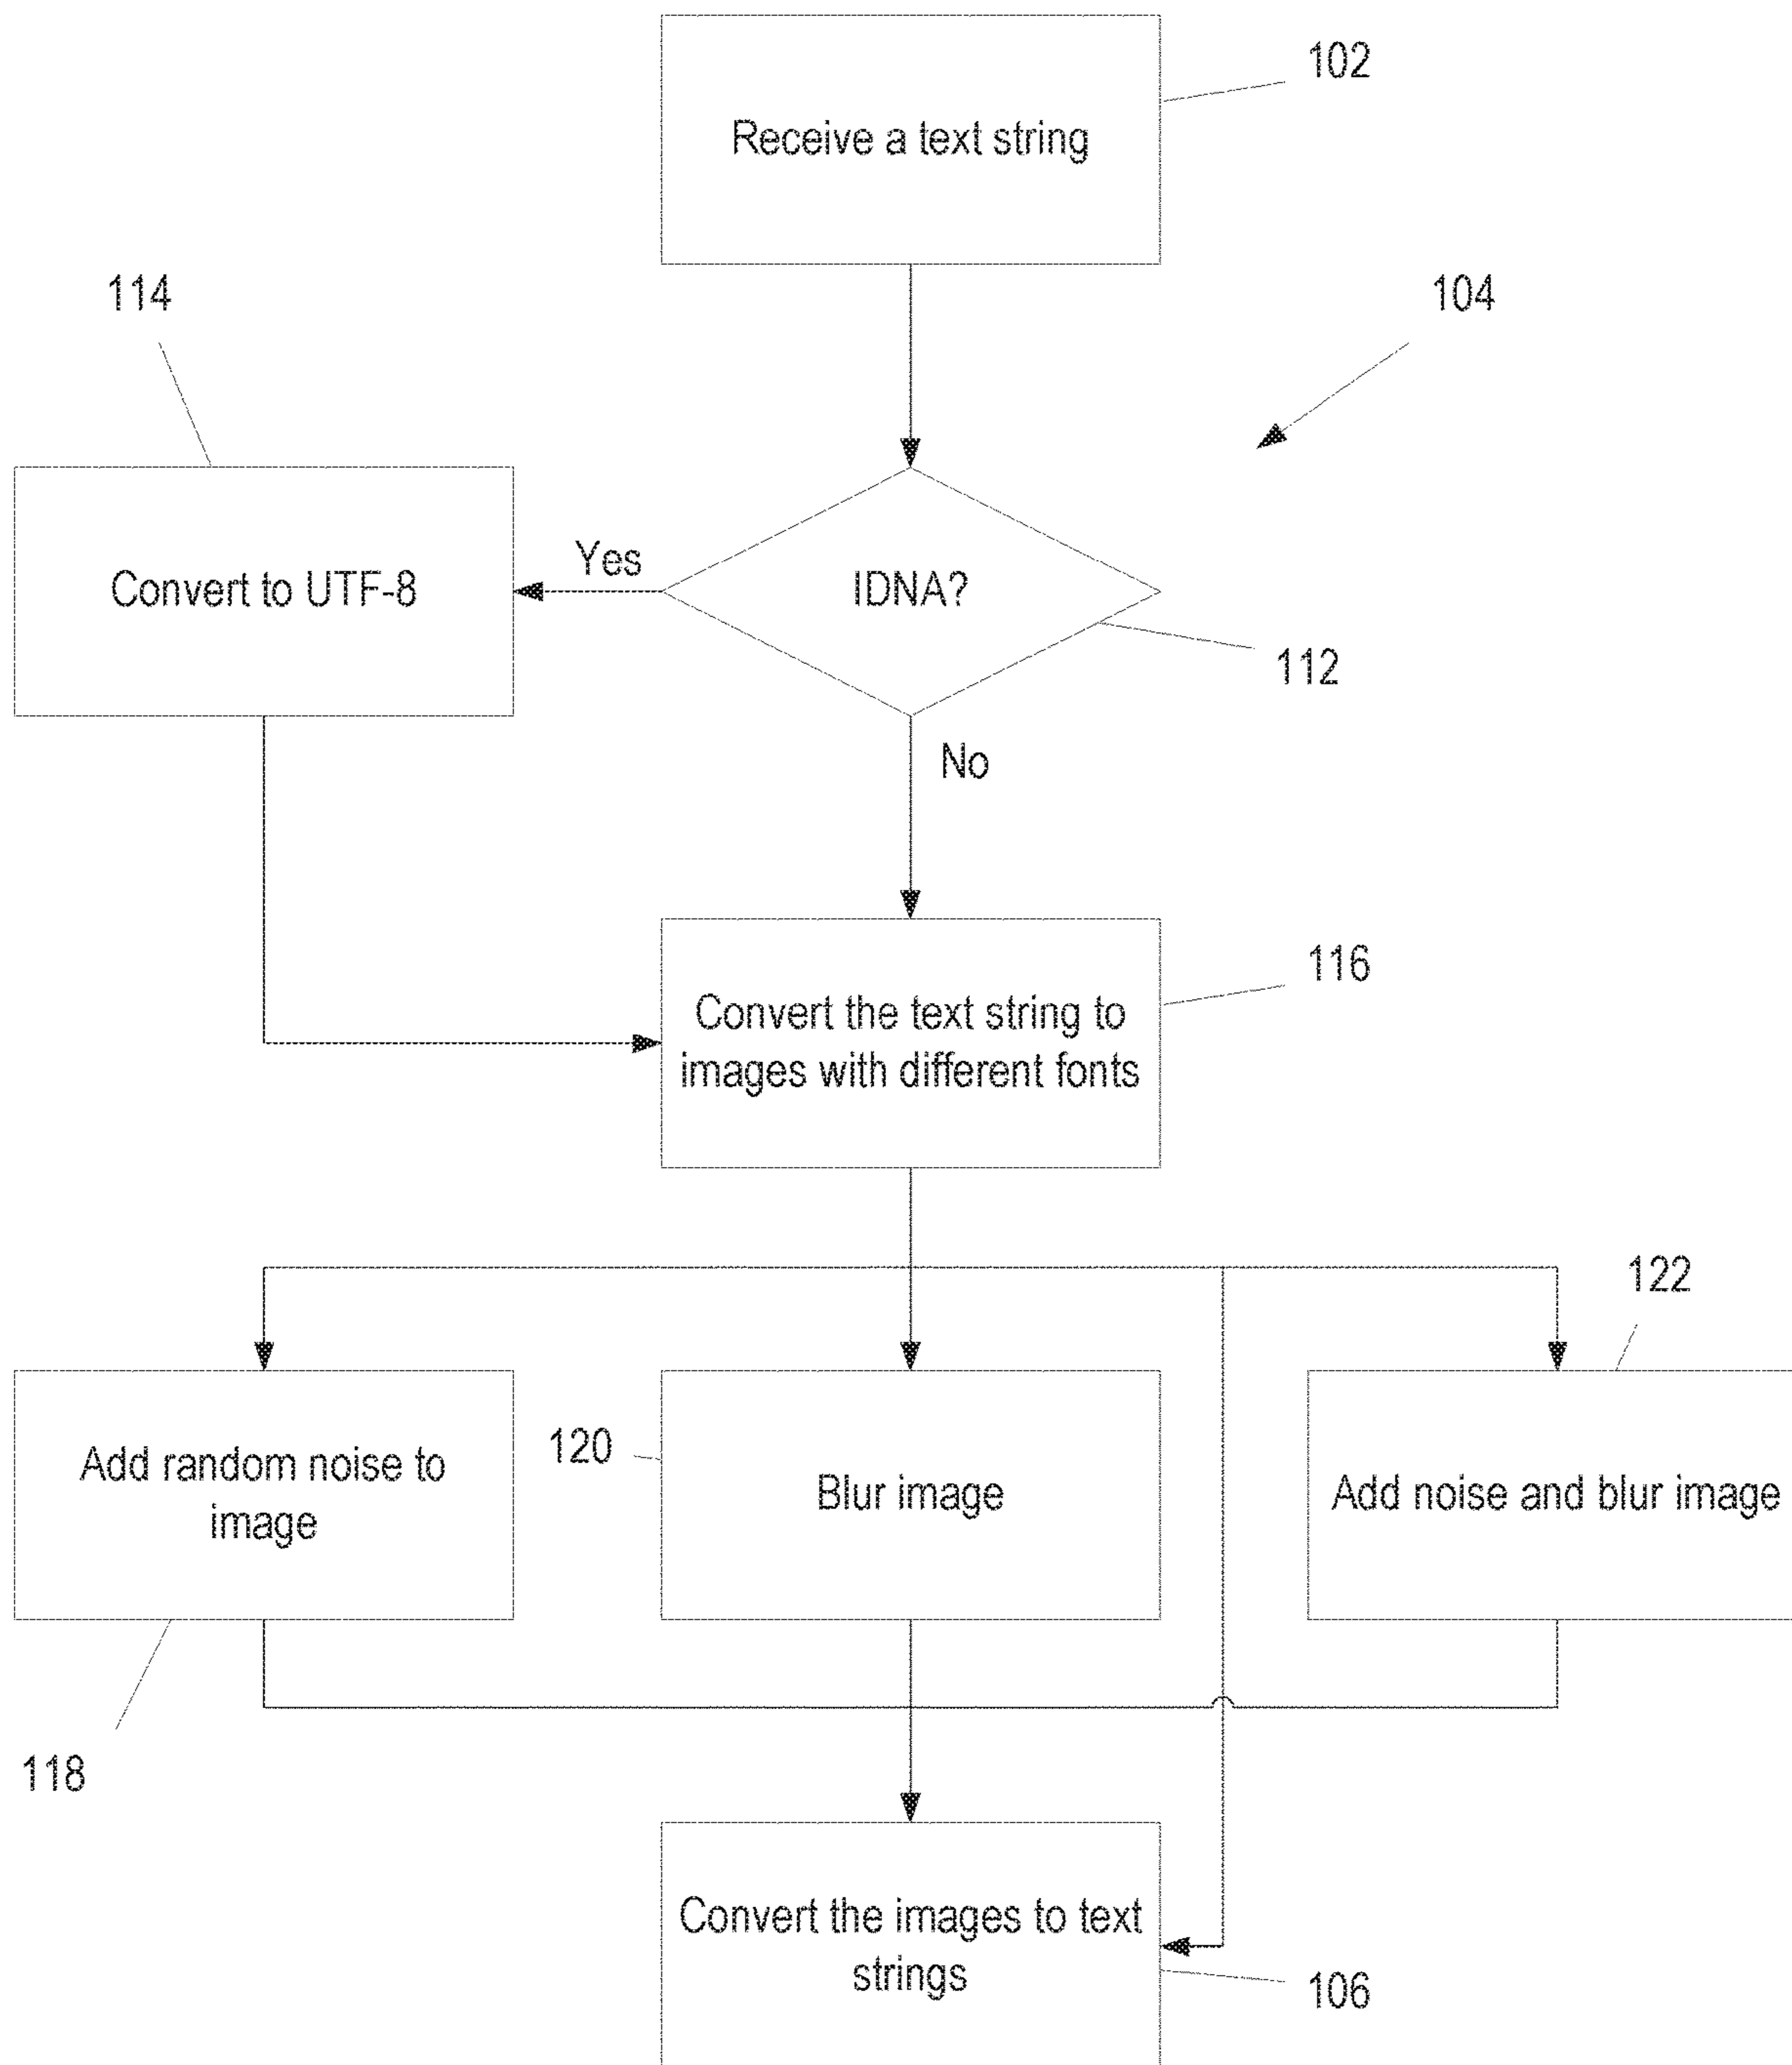 102
Receive a text string
114
104
Convert to UTF-8
Yes
IDNA?
112
No
116
Convert the text string to
images with different fonts
122
Add random noise to
image
120
Blur image
Add noise and blur image
118
Convert the images to text
strings
106